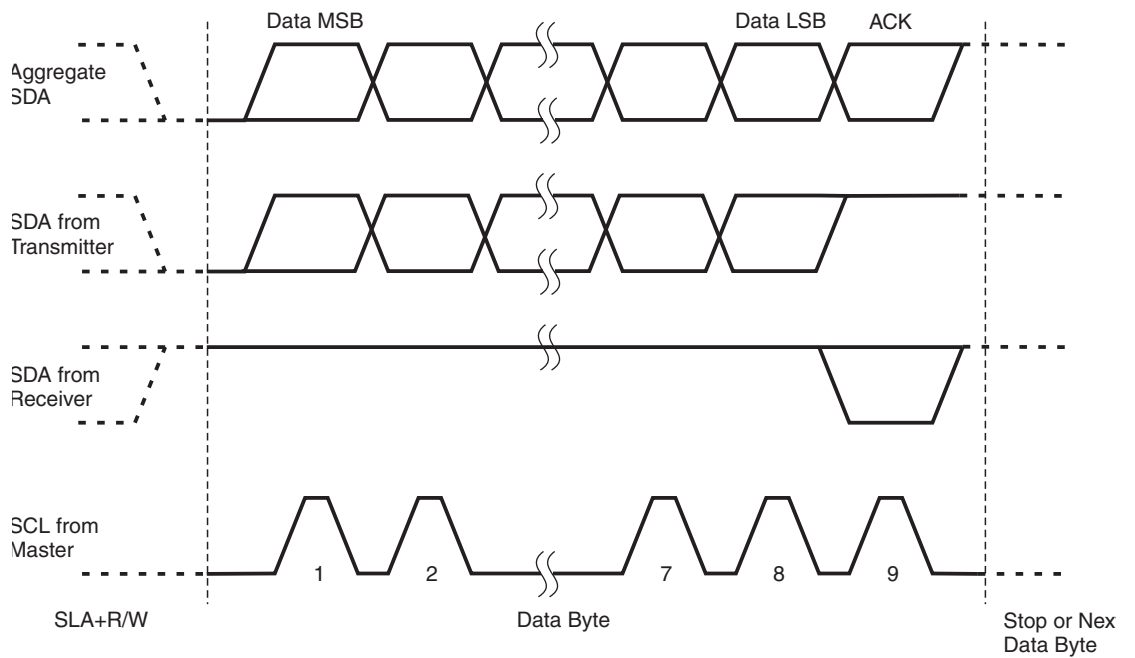 Data MSB
Data LSB
ACK
Aggregate
SDA
SDA from
Transmitter
SDA from
Receiver
SCL from
Master
1
2
7
8
9
SLA+R/W
Data Byte
Stop or Nex
Data Byte